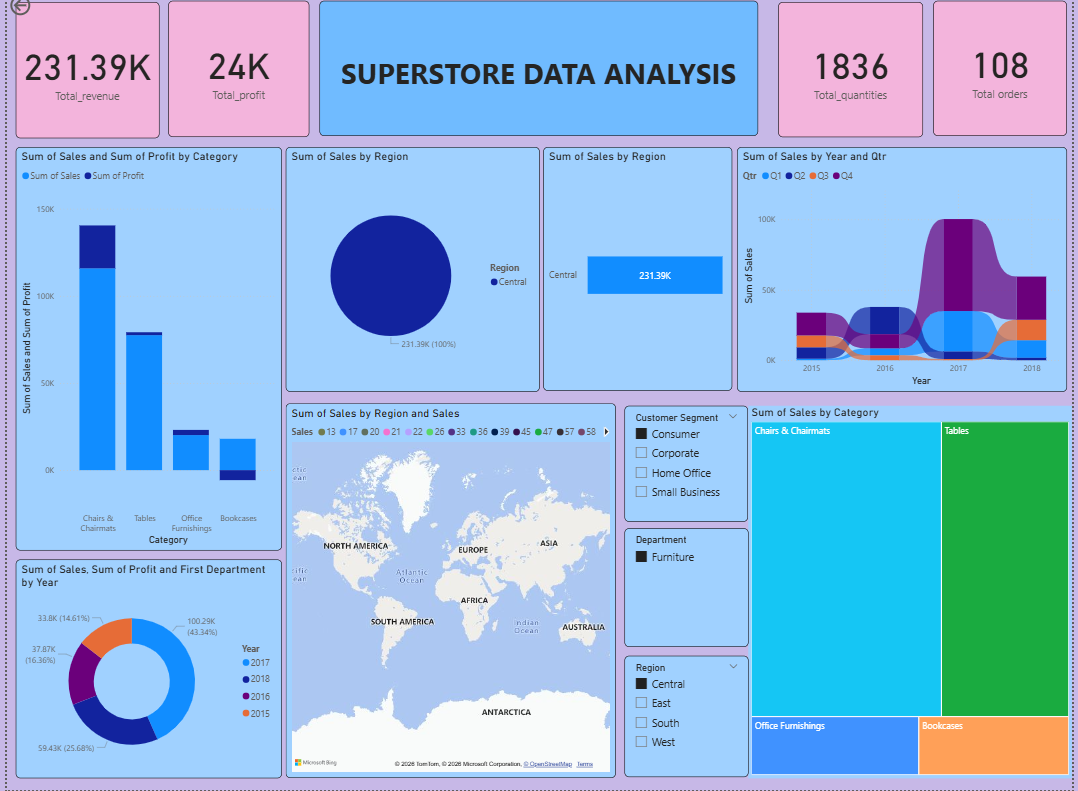 231.39K
Total_revenue
24K
Total_profit
SUPERSTORE DATA ANALYSIS
1836
Total_quantities
108
Total orders
Sum of Sales and Sum of Profit by Category
Sum of Sales Sum of Profit
150K
100K
50K
0K
Sum of Sales and Sum of Profit
Chairs &
Chairmats
Tables
Office
Furnishings
Bookcases
Category
Sum of Sales by Region
231.39K (100%)
Region
Central
Sum of Sales by Region
Central
231.39K
Sum of Sales by Year and Qtr
Qtr Q1 Q2 Q3 Q4
100K
50K
0K
Sum of Sales
2015 2016 2017 2018
Year
Sum of Sales, Sum of Profit and First Department
by Year
33.8K (14.61%)
100.29K
(43.34%)
37.87K
(16.36%)
59.43K (25.68%)
Year
2017
2018
2016
2015
Sum of Sales by Region and Sales
Sales 13 17 20 21 22 26 33 36 39 45 47 57 58
ctic
ean
NORTH AMERICA
EUROPE
ASIA
cific
ean
Atlantic
Ocean
AFRICA
SOUTH AMERICA
Indian
Ocean
AUSTRALIA
ANTARCTICA
Microsoft Bing
© 2026 TomTom, © 2026 Microsoft Corporation, © OpenStreetMap Terms
Customer Segment
Consumer
Corporate
Home Office
Small Business
Department
Furniture
Region
Central
East
South
West
Sum of Sales by Category
Chairs & Chairmats
Tables
Office Furnishings
Bookcases